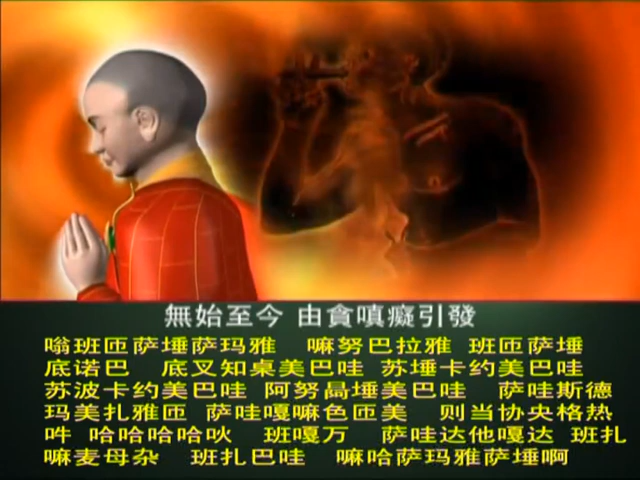 無始至今 由貪嗔癡引發
嗡班匝萨埵萨玛雅 嘛努巴拉雅 班匝萨埵
底诺巴 底叉知桌美巴哇 苏埵卡约美巴哇
苏波卡约美巴哇 阿努晶埵美巴哇 萨哇斯德
玛美扎雅匝 萨哇嘎嘛色匝美 则当协央格热
吽 哈哈哈哈吙 班嘎万 萨哇达他嘎达 班扎
嘛麦母杂 班扎巴哇 嘛哈萨玛雅萨埵啊